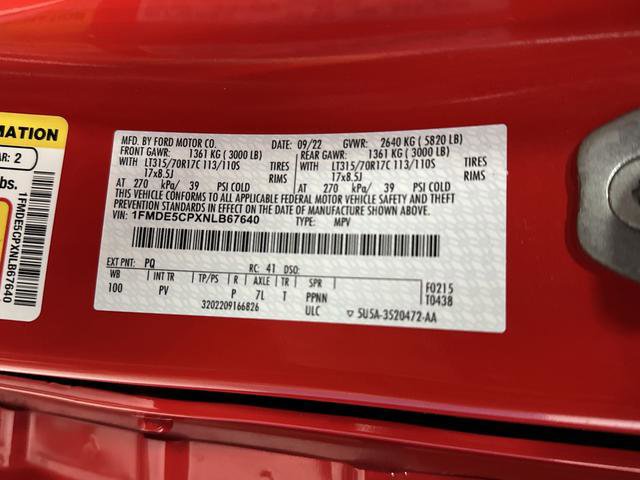 MATION
AR: 2
bs.
1FMDE5CPXNLB67640
MFD. BY FORD MOTOR CO.
DATE: 09/22 GVWR: 2640 KG ( 5820 LB)
FRONT GAWR: 1361 KG ( 3000 LB) REAR GAWR: 1361 KG ( 3000 LB)
WITH LT315/70R17C 113/110S TIRES WITH LT315/70R17C 113/110S TIRES
17x8.5J RIMS 17x8.5J RIMS
AT 270 kPa/ 39 PSI COLD AT 270 kPa/ 39 PSI COLD
THIS VEHICLE CONFORMS TO ALL APPLICABLE FEDERAL MOTOR VEHICLE SAFETY AND THEFT
PREVENTION STANDARDS IN EFFECT ON THE DATE OF MANUFACTURE SHOWN ABOVE.
VIN: 1FMDE5CPXNLB67640 TYPE: MPV
EXT PNT: PQ RC: 41 DSO:
WB INT TR TP/PS R AXLE TR SPR F0215
100 PV P 7L T PPNN T0438
3202209166826 ULC ▽ 5U5A-3520472-AA